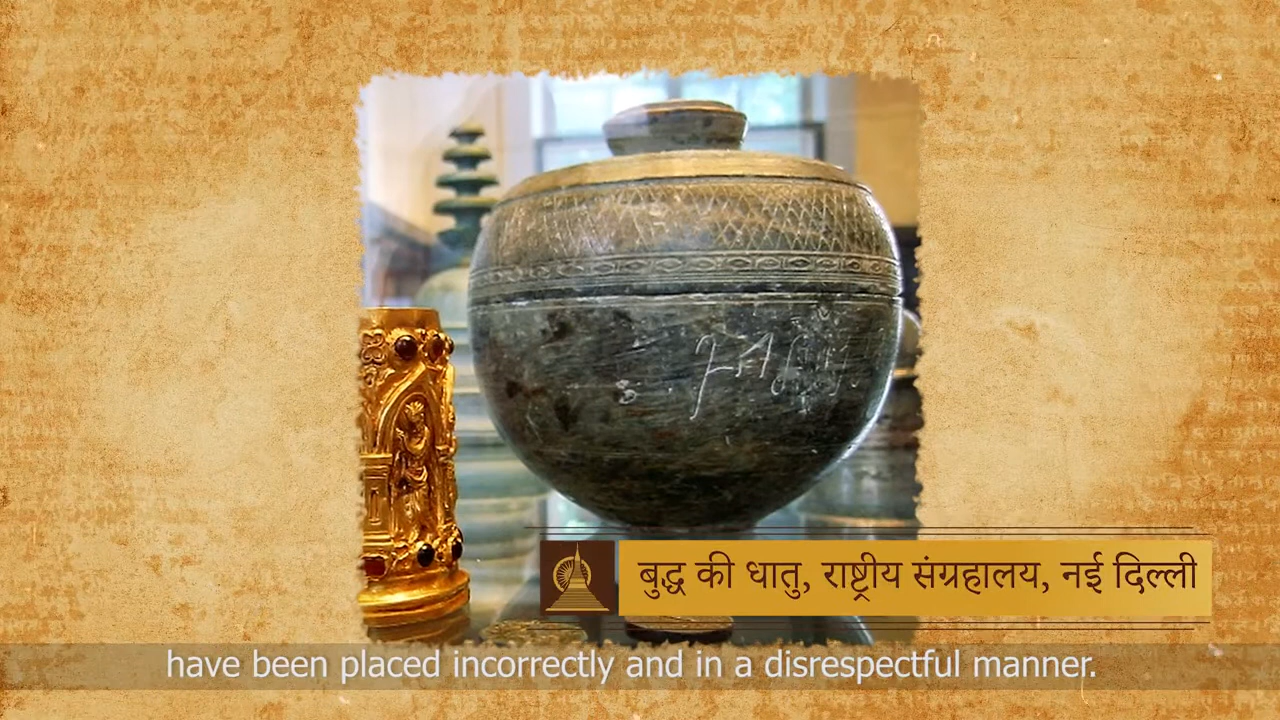 बुद्ध की धातु, राष्ट्रीय संग्रहालय, नई दिल्ली
have been placed incorrectly and in a disrespectful manner.